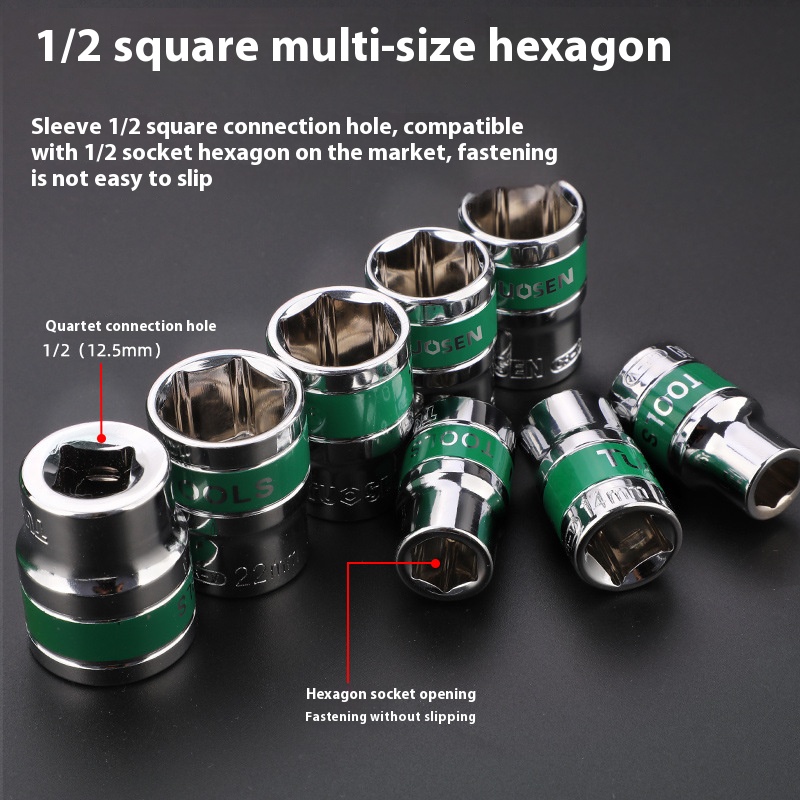 1/2 square multi-size hexagon
Sleeve 1/2 square connection hole, compatible
with 1/2 socket hexagon on the market, fastening
is not easy to slip
Quartet connection hole
1/2 (12.5mm)
TOOLS
22mm
TOOLS
14mm
TOOLS
Hexagon socket opening
Fastening without slipping